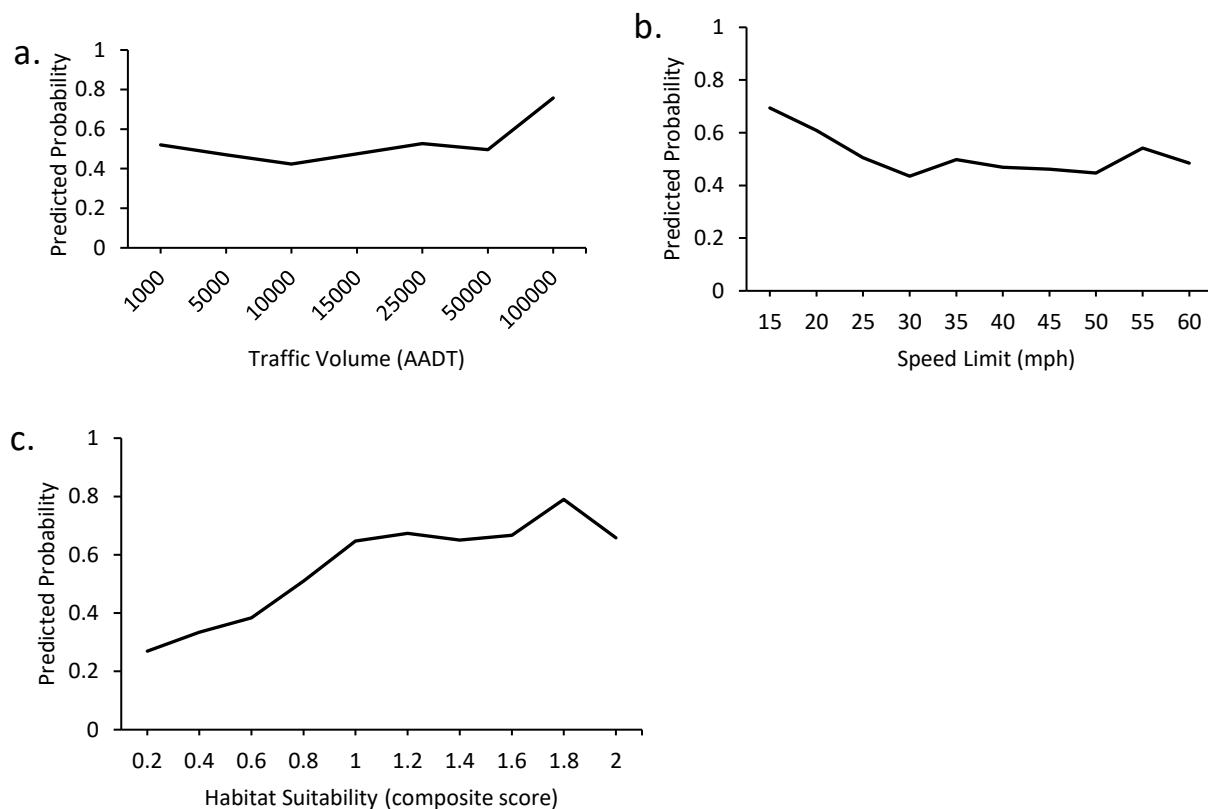 a.
Predicted Probability
1
0.8
0.6
0.4
0.2
0
1000 5000 10000 15000 25000 50000 100000
Traffic Volume (AADT)
b.
Predicted Probability
1
0.8
0.6
0.4
0.2
0
15 20 25 30 35 40 45 50 55 60
Speed Limit (mph)
c.
Predicted Probability
1
0.8
0.6
0.4
0.2
0
0.2 0.4 0.6 0.8 1 1.2 1.4 1.6 1.8 2
Habitat Suitability (composite score)